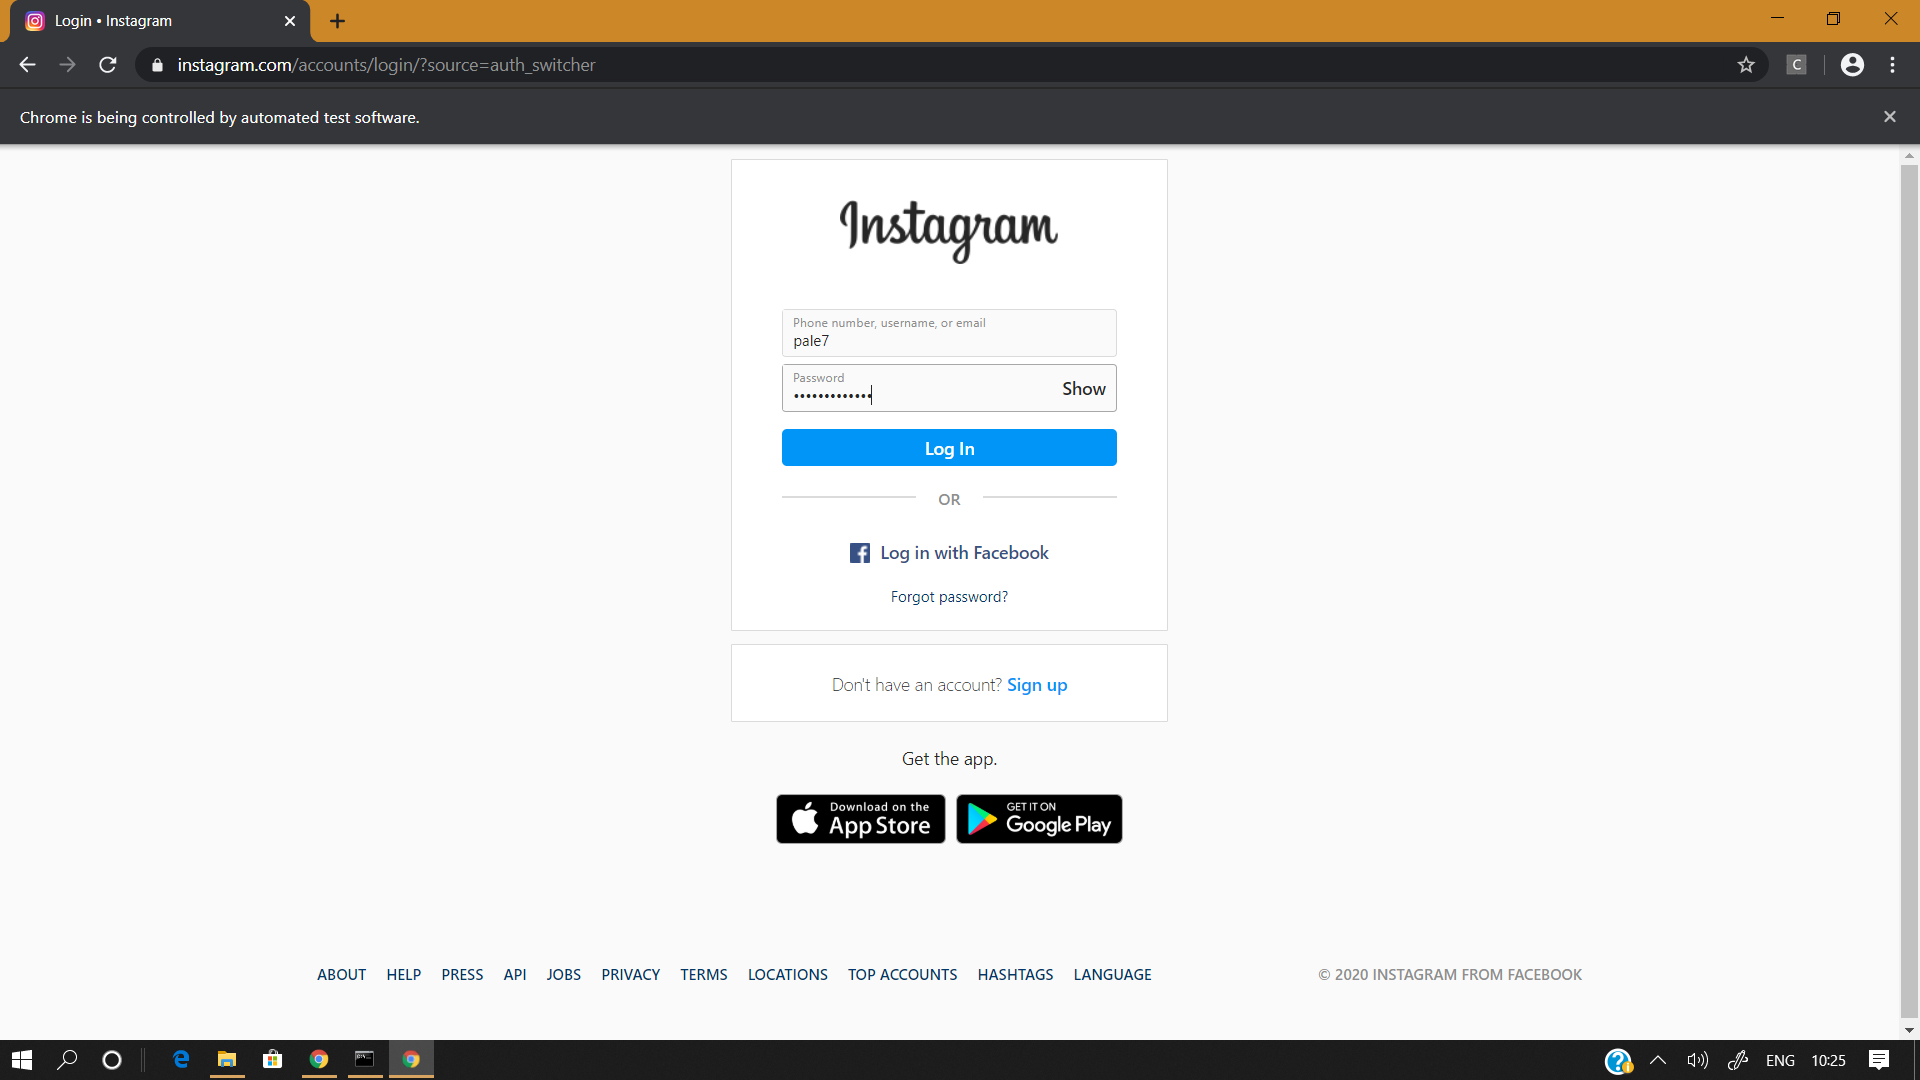 Login • Instagram
instagram.com/accounts/login/?source=auth_switcher
C
Chrome is being controlled by automated test software.
Instagram
Phone number, username, or email
pale7
Password
•••••••••••••
Show
Log In
OR
Log in with Facebook
Forgot password?
Don't have an account? Sign up
Get the app.
Download on the
App Store
GET IT ON
Google Play
ABOUT HELP PRESS API JOBS PRIVACY TERMS LOCATIONS TOP ACCOUNTS HASHTAGS LANGUAGE
© 2020 INSTAGRAM FROM FACEBOOK
ENG 10:25